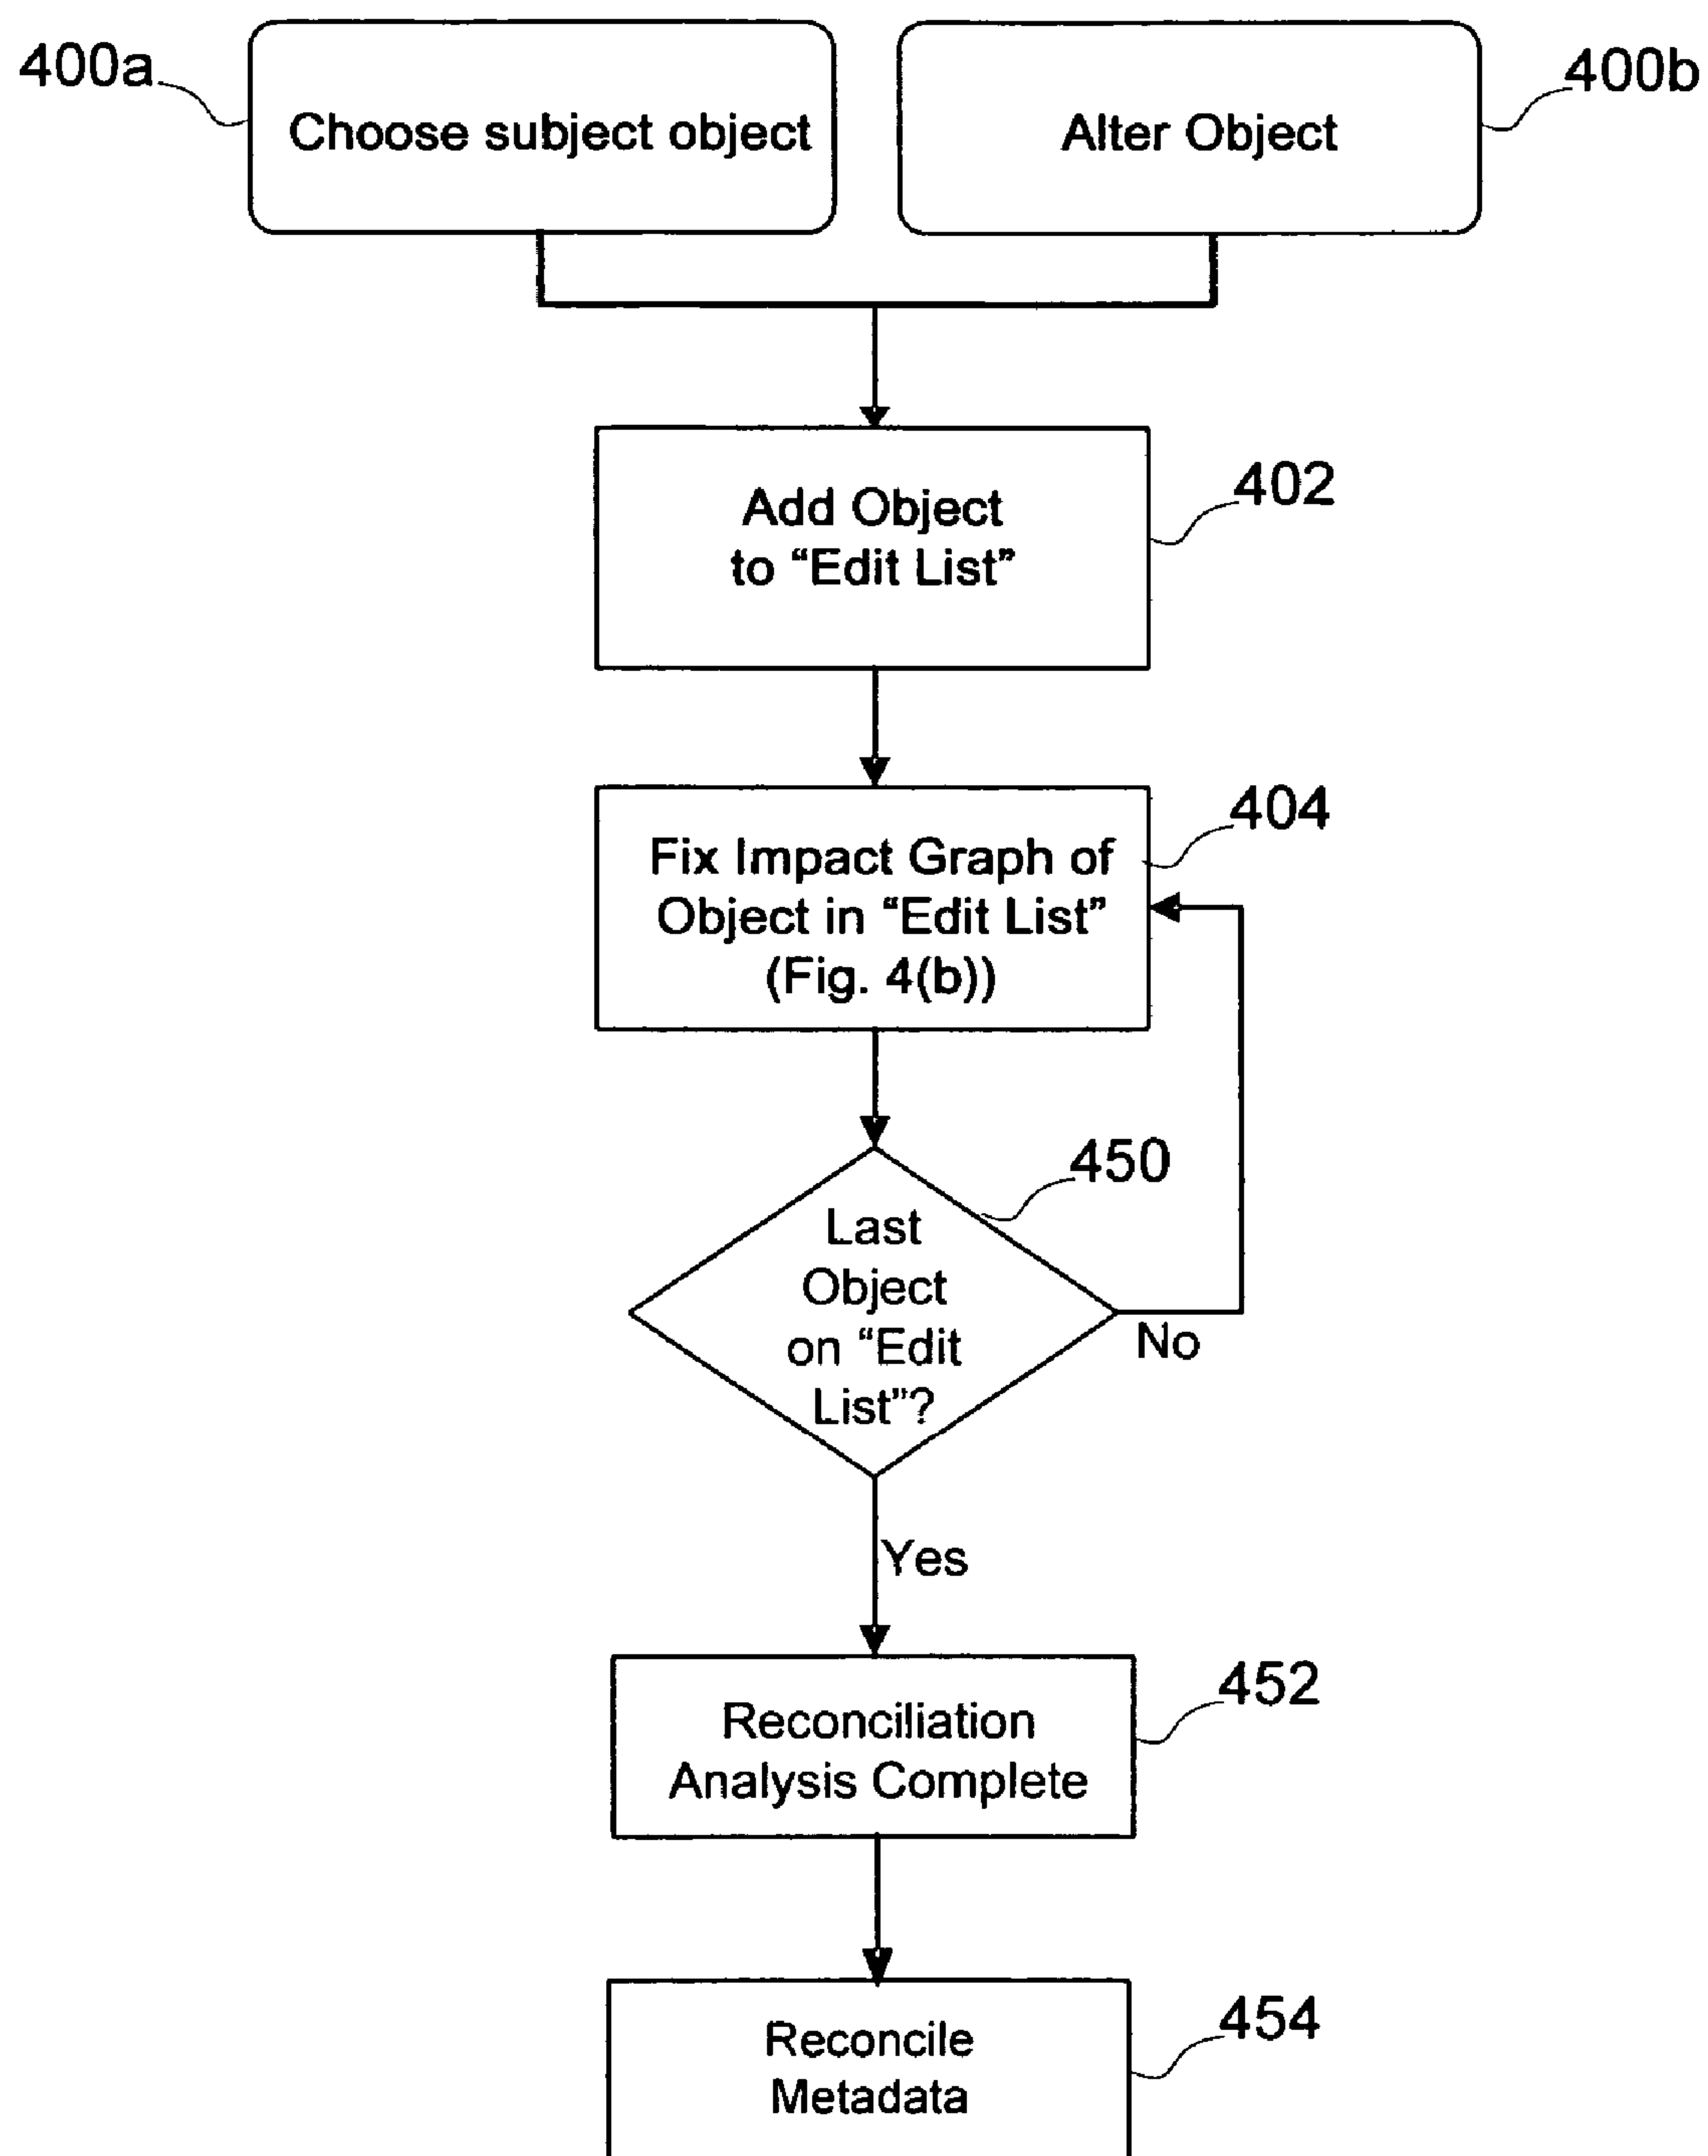 400a
Choose subject object
Alter Object
400b
Add Object
to “Edit List”
402
Fix Impact Graph of
Object in “Edit List”
(Fig. 4(b))
404
Last
Object
on “Edit
List”?
450
No
Yes
Reconciliation
Analysis Complete
452
Reconcile
Metadata
454